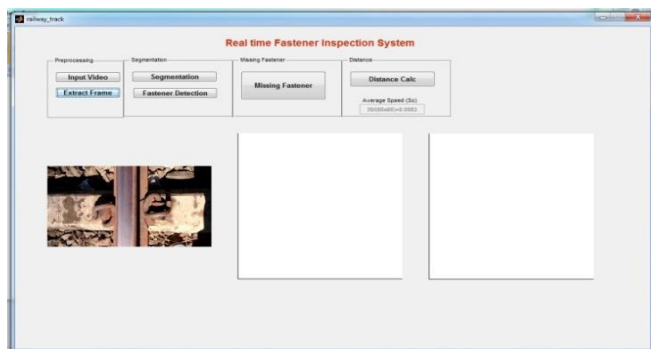 railway_track
Real time Fastener Inspection System
Preprocessing
Input Video
Extract Frame
Segmentation
Segmentation
Fastener Detection
Missing Fastener
Missing Fastener
Distance
Distance Calc
Average Speed (Sc)